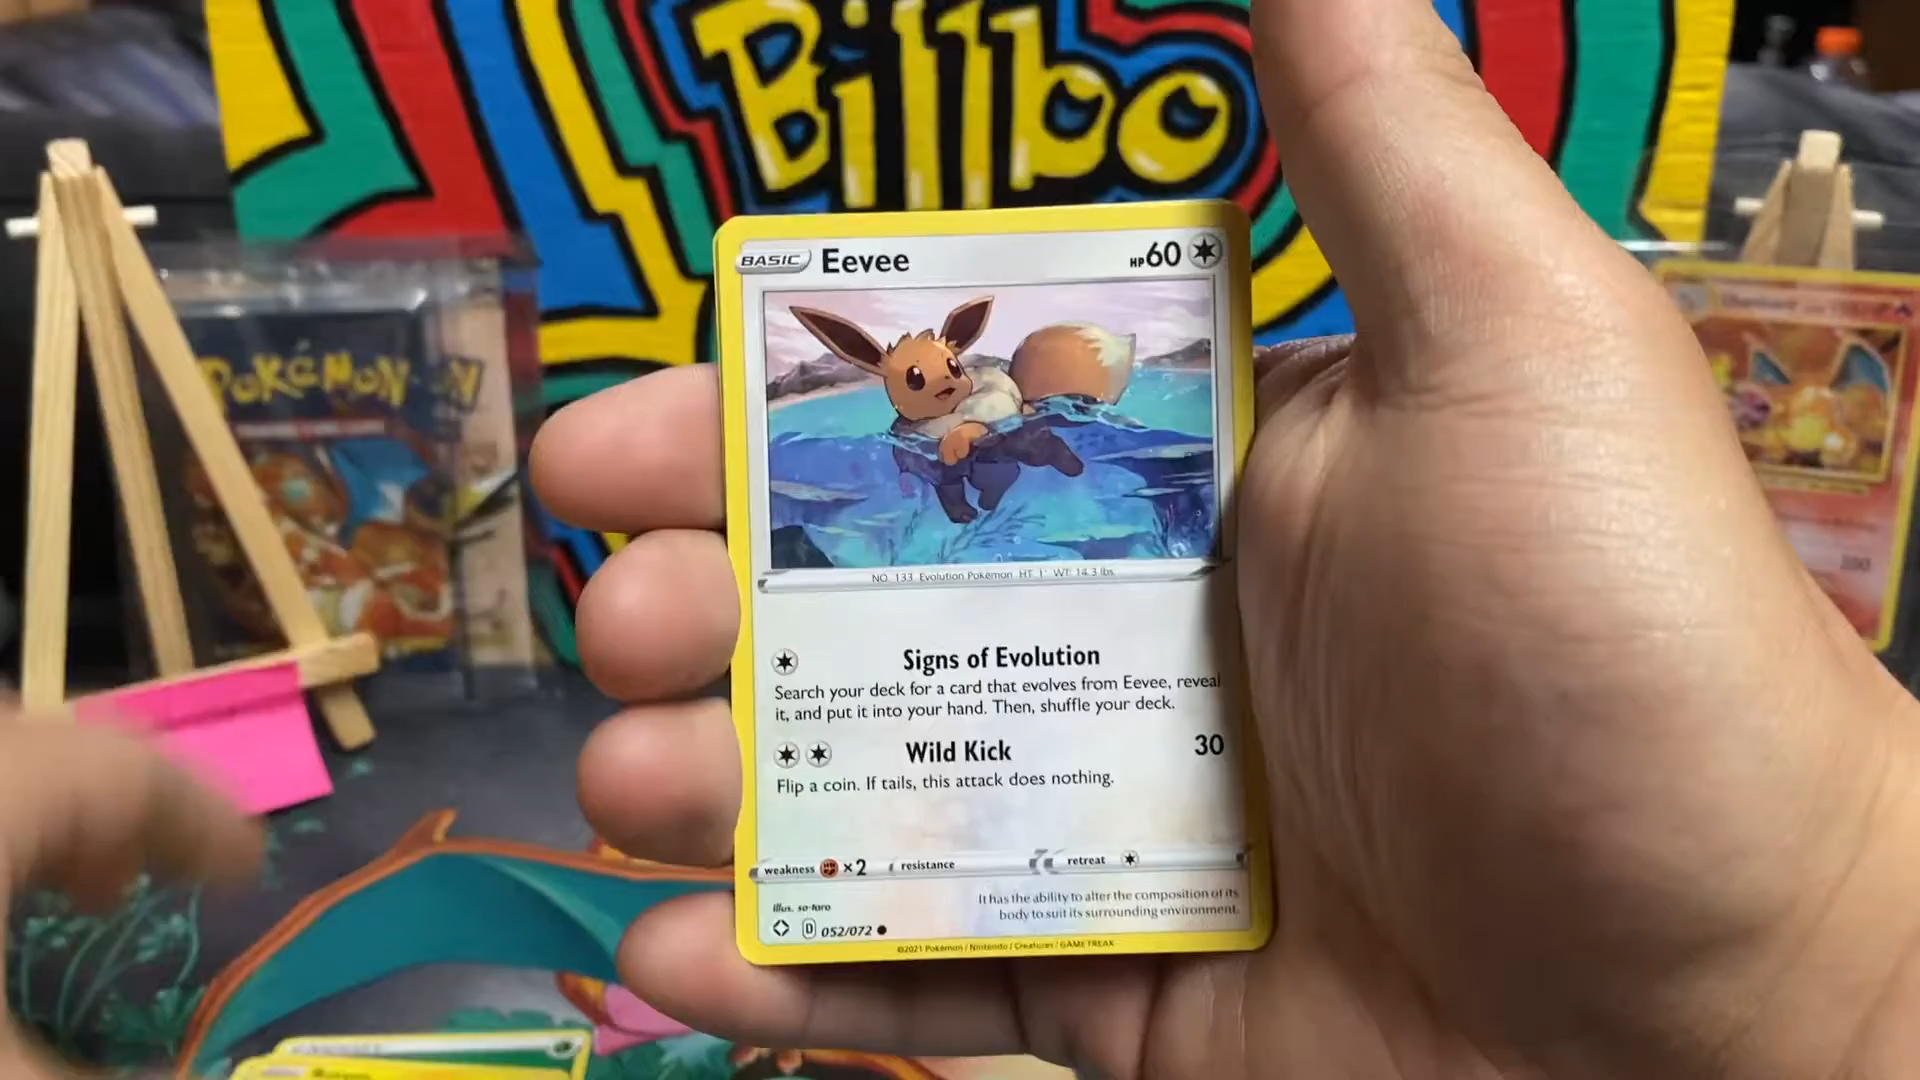 Billbo
POKéMON
BASIC Eevee HP60
NO. 133 Evolution Pokémon HT: 1' WT: 14.3 lbs.
Signs of Evolution
Search your deck for a card that evolves from Eevee, reveal
it, and put it into your hand. Then, shuffle your deck.
Wild Kick 30
Flip a coin. If tails, this attack does nothing.
weakness ×2 resistance retreat
illus. so-taro
It has the ability to alter the composition of its
body to suit its surrounding environment.
D 052/072
©2021 Pokémon / Nintendo / Creatures / GAME FREAK